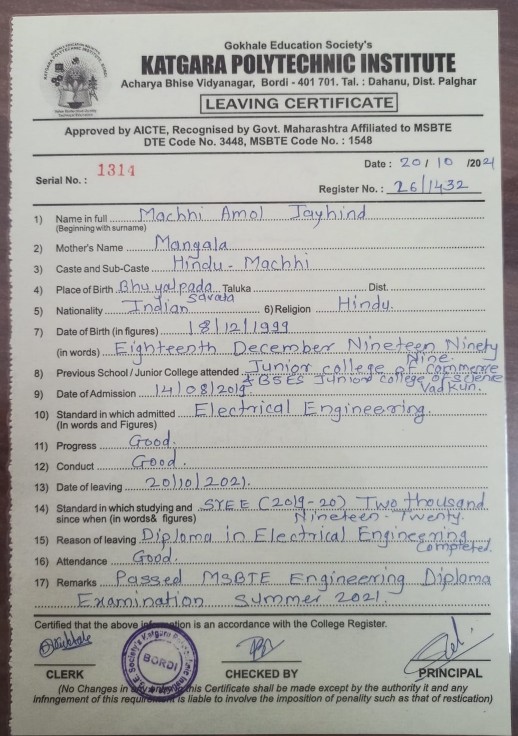 Gokhale Education Society's
KATGARA POLYTECHNIC INSTITUTE
Acharya Bhise Vidyanagar, Bordi - 401 701. Tal. : Dahanu, Dist. Palghar
LEAVING CERTIFICATE
Approved by AICTE, Recognised by Govt. Maharashtra Affiliated to MSBTE
DTE Code No. 3448, MSBTE Code No. : 1548
Date : 20 / 10 /2021
Serial No. : 1314
Register No. : 26/1432
1) Name in full Machhi Amol Jayhind
(Beginning with surname)
2) Mother's Name Mangala
3) Caste and Sub-Caste Hindu - Machhi
4) Place of Birth Bhuyalpada Taluka Dist.
Savata
5) Nationality Indian 6) Religion Hindu.
7) Date of Birth (in figures) 18/12/1999
(in words) Eighteenth December Nineteen Ninety
Nine.
8) Previous School / Junior College attended Junior college of commerce
& BSES Junior college of science
Vadkun.
9) Date of Admission 14/08/2019
10) Standard in which admitted Electrical Engineering.
(In words and Figures)
11) Progress Good.
12) Conduct Good.
13) Date of leaving 20/10/2021.
14) Standard in which studying and SYEE (2019-20) Two thousand
since when (in words& figures) Nineteen - Twenty.
15) Reason of leaving Diploma in Electrical Engineering
Completed.
16) Attendance Good.
17) Remarks Passed MSBTE Engineering Diploma
Examination Summer 2021.
Certified that the above information is an accordance with the College Register.
BORDI
CLERK CHECKED BY PRINCIPAL
(No Changes in any entry in this Certificate shall be made except by the authority it and any
infnngement of this requirement is liable to involve the imposition of penality such as that of restication)